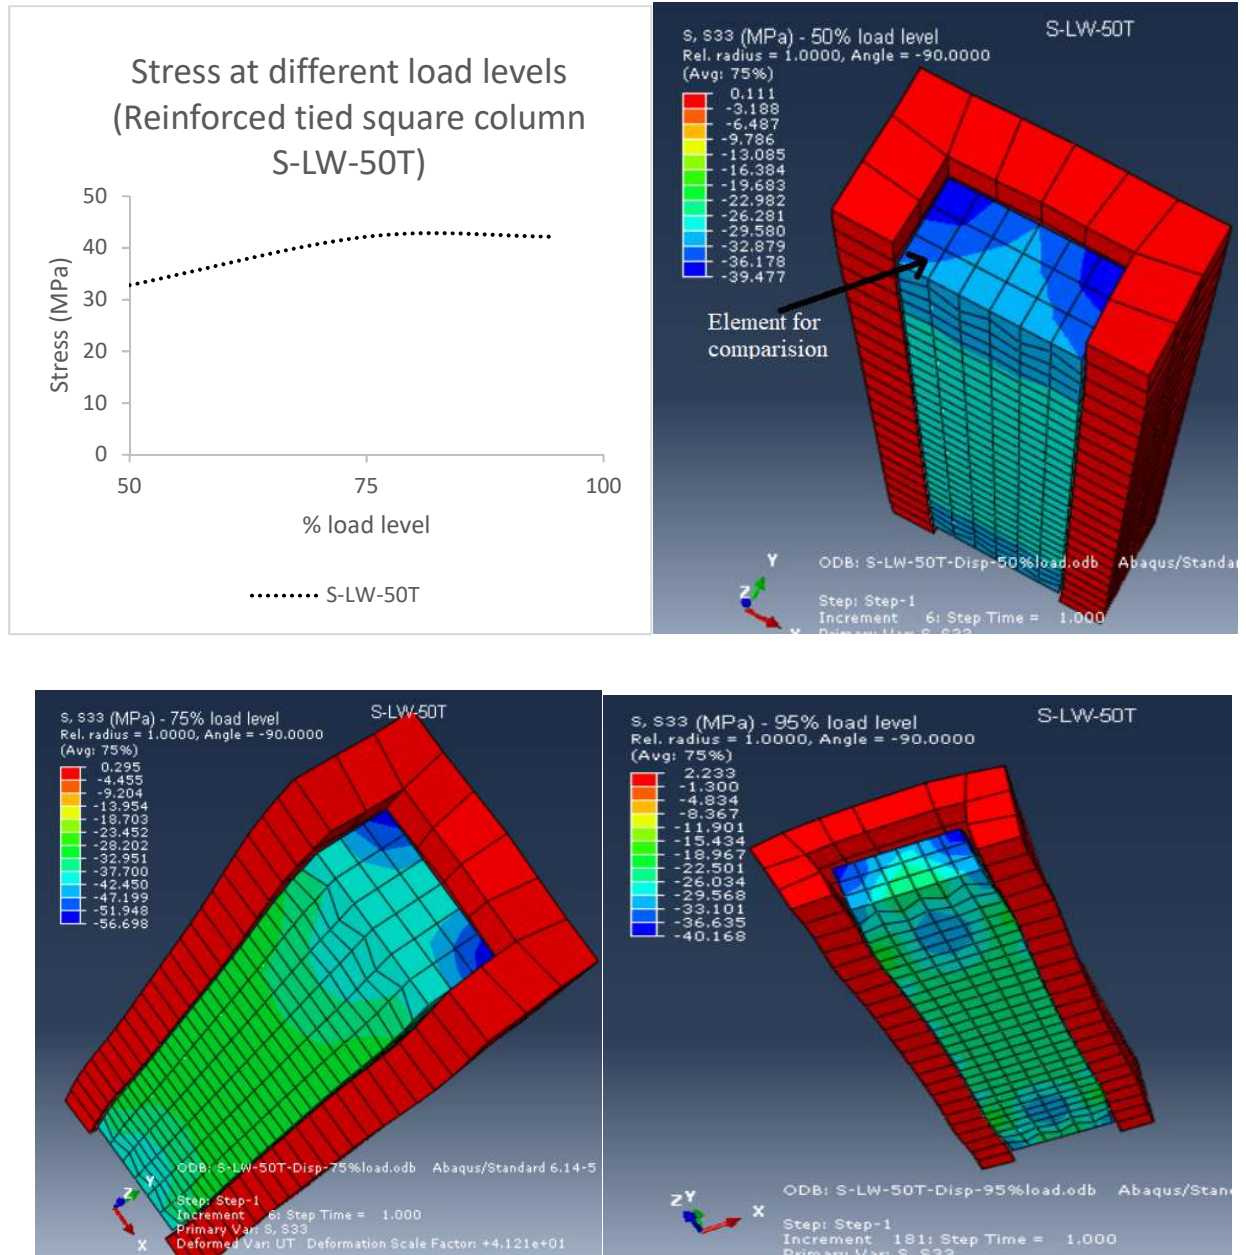 Stress at different load levels
(Reinforced tied square column
S-LW-50T)
50
40
30
20
10
0
Stress (MPa)
50
75
100
% load level
S-LW-50T
S, S33 (MPa) - 50% load level
S-LW-50T
Rel. radius = 1.0000, Angle = -90.0000
(Avg: 75%)
0.111
-3.188
-6.487
-9.786
-13.085
-16.384
-19.683
-22.982
-26.281
-29.580
-32.879
-36.178
-39.477
Element for
comparision
Y
Z
X
ODB: S-LW-50T-Disp-50%load.odb Abaqus/Standar
Step: Step-1
Increment 6: Step Time = 1.000
Primary Var: S, S33
S, S33 (MPa) - 75% load level
S-LW-50T
Rel. radius = 1.0000, Angle = -90.0000
(Avg: 75%)
0.295
-4.455
-9.204
-13.954
-18.703
-23.452
-28.202
-32.951
-37.700
-42.450
-47.199
-51.948
-56.698
Z
Y
X
ODB: S-LW-50T-Disp-75%load.odb Abaqus/Standard 6.14-5
Step: Step-1
Increment 6: Step Time = 1.000
Primary Var: S, S33
Deformed Var: UT Deformation Scale Factor: +4.121e+01
S, S33 (MPa) - 95% load level
S-LW-50T
Rel. radius = 1.0000, Angle = -90.0000
(Avg: 75%)
2.233
-1.300
-4.834
-8.367
-11.901
-15.434
-18.967
-22.501
-26.034
-29.568
-33.101
-36.635
-40.168
Z
Y
X
ODB: S-LW-50T-Disp-95%load.odb Abaqus/Stan
Step: Step-1
Increment 181: Step Time = 1.000
Primary Var: S, S33